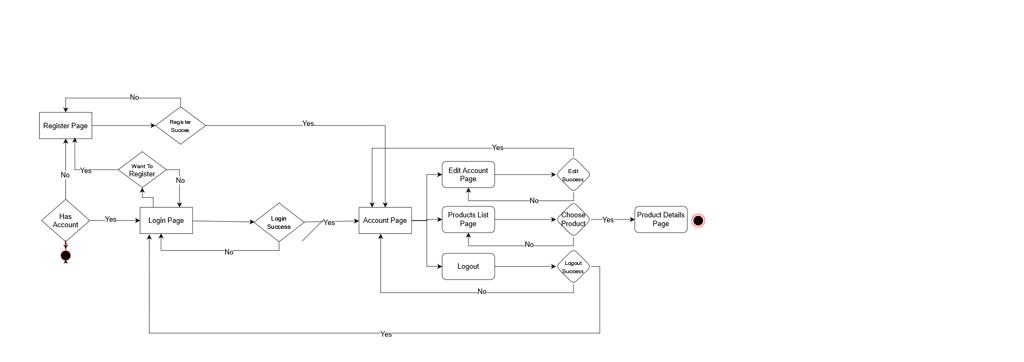 No
Register Page
Register
Succes
Yes
Yes
Want To
Register
Yes
No
No
Edit Account
Page
Edit
Success
No
Has
Account
Yes
Login Page
Login
Success
Yes
Account Page
Products List
Page
Choose
Product
Yes
Product Details
Page
No
No
Logout
Logout
Success
No
Yes